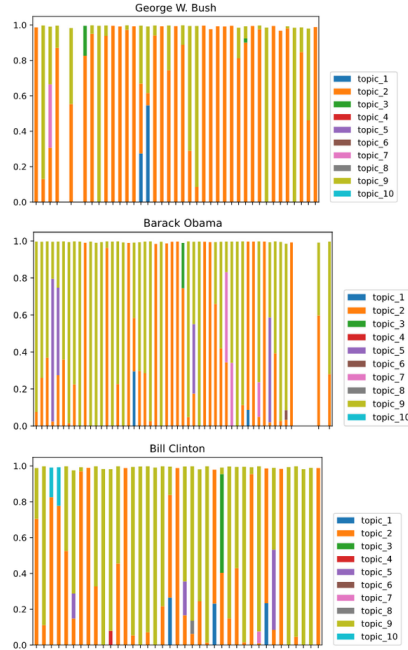 George W. Bush
1.0
0.8
0.6
0.4
0.2
0.0
topic_1
topic_2
topic_3
topic_4
topic_5
topic_6
topic_7
topic_8
topic_9
topic_10
Barack Obama
1.0
0.8
0.6
0.4
0.2
0.0
topic_1
topic_2
topic_3
topic_4
topic_5
topic_6
topic_7
topic_8
topic_9
topic_10
Bill Clinton
1.0
0.8
0.6
0.4
0.2
0.0
topic_1
topic_2
topic_3
topic_4
topic_5
topic_6
topic_7
topic_8
topic_9
topic_10